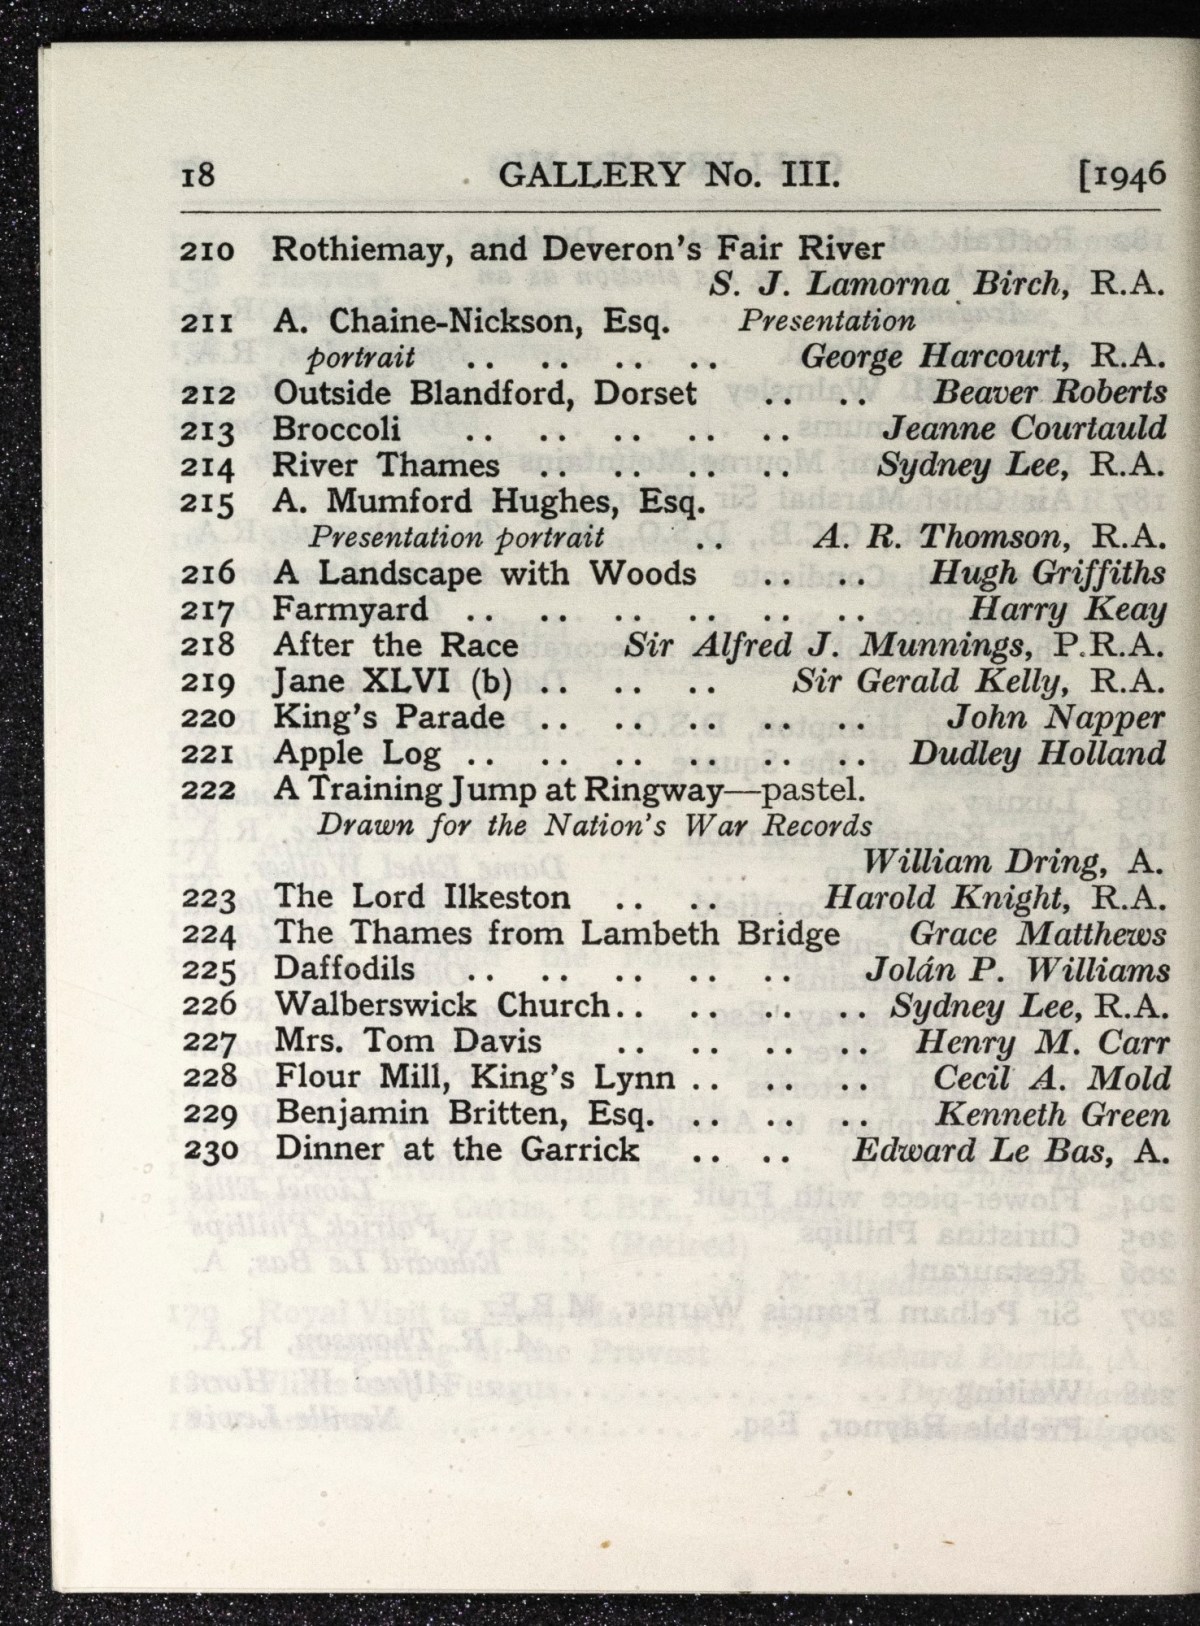 18 GALLERY No. III. [1946
210 Rothiemay, and Deveron's Fair River
S. J. Lamorna Birch, R.A.
211 A. Chaine-Nickson, Esq. Presentation
portrait .. .. .. .. George Harcourt, R.A.
212 Outside Blandford, Dorset .. .. Beaver Roberts
213 Broccoli .. .. .. .. .. Jeanne Courtauld
214 River Thames .. .. .. .. Sydney Lee, R.A.
215 A. Mumford Hughes, Esq.
Presentation portrait .. A. R. Thomson, R.A.
216 A Landscape with Woods .. .. Hugh Griffiths
217 Farmyard .. .. .. .. .. .. Harry Keay
218 After the Race Sir Alfred J. Munnings, P.R.A.
219 Jane XLVI (b) .. .. .. Sir Gerald Kelly, R.A.
220 King's Parade .. .. .. .. .. John Napper
221 Apple Log .. .. .. .. .. .. Dudley Holland
222 A Training Jump at Ringway—pastel.
Drawn for the Nation's War Records
William Dring, A.
223 The Lord Ilkeston .. .. Harold Knight, R.A.
224 The Thames from Lambeth Bridge Grace Matthews
225 Daffodils .. .. .. .. .. Jolán P. Williams
226 Walberswick Church .. .. .. .. Sydney Lee, R.A.
227 Mrs. Tom Davis .. .. .. .. Henry M. Carr
228 Flour Mill, King's Lynn .. .. .. Cecil A. Mold
229 Benjamin Britten, Esq. .. .. .. Kenneth Green
230 Dinner at the Garrick .. .. Edward Le Bas, A.